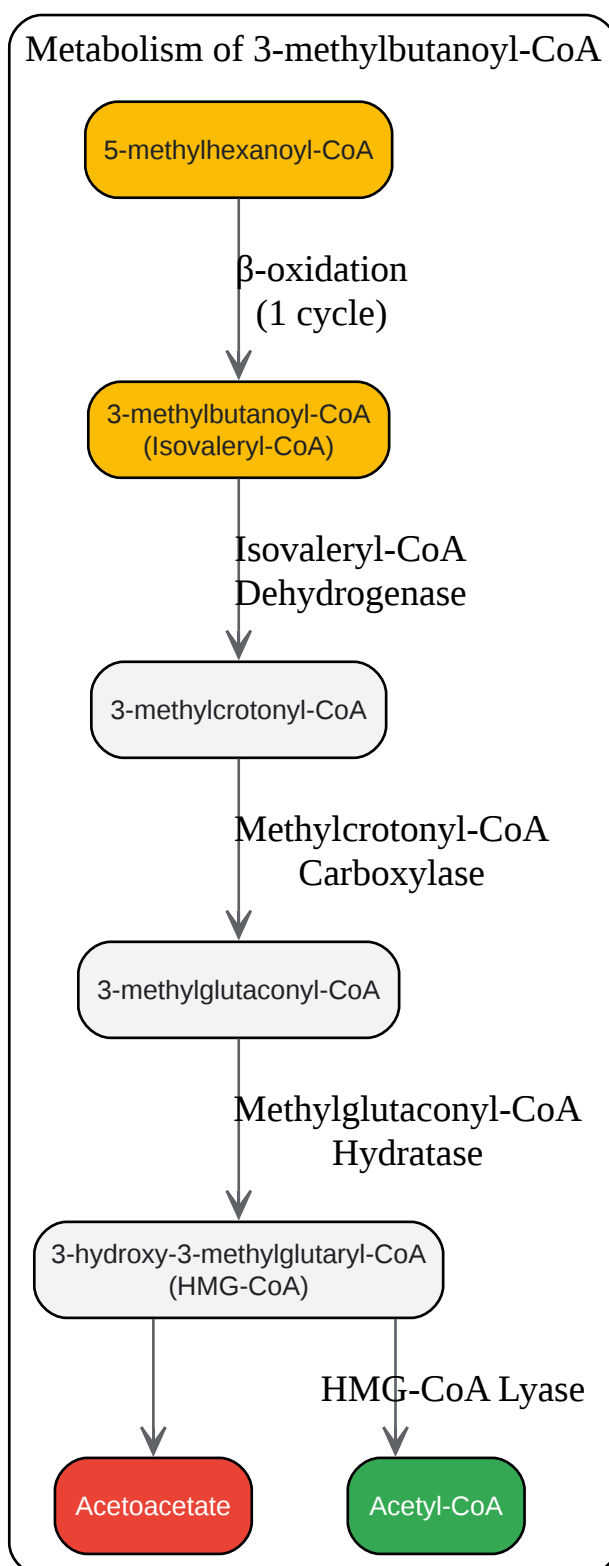 Metabolism of 3-methylbutanoyl-CoA
5-methylhexanoyl-CoA
β-oxidation
(1 cycle)
3-methylbutanoyl-CoA
(Isovaleryl-CoA)
Isovaleryl-CoA
Dehydrogenase
3-methylcrotonyl-CoA
Methylcrotonyl-CoA
Carboxylase
3-methylglutaconyl-CoA
Methylglutaconyl-CoA
Hydratase
3-hydroxy-3-methylglutaryl-CoA
(HMG-CoA)
HMG-CoA Lyase
Acetoacetate
Acetyl-CoA